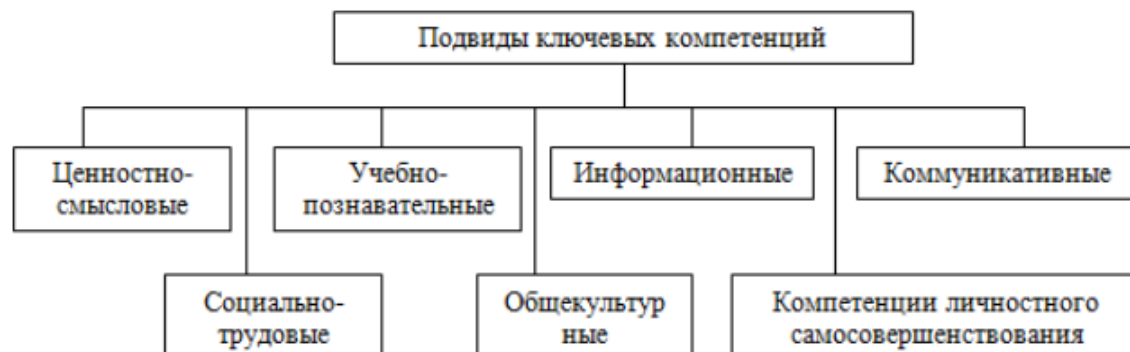 Подвиды ключевых компетенций
Ценностно-
смысловые
Учебно-
познавательные
Информационные
Коммуникативные
Социально-
трудовые
Общекультур
ные
Компетенции личностного
самосовершенствования